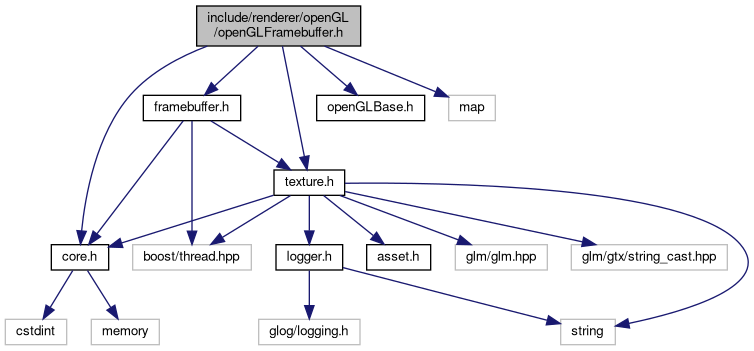 include/renderer/openGL
/openGLFramebuffer.h
framebuffer.h
openGLBase.h
map
texture.h
core.h
boost/thread.hpp
logger.h
asset.h
glm/glm.hpp
glm/gtx/string_cast.hpp
cstdint
memory
glog/logging.h
string